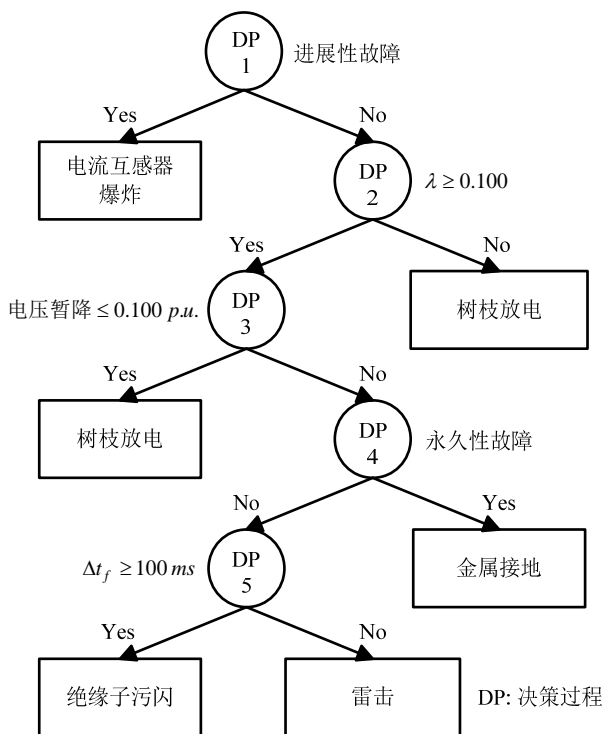 DP
1
进展性故障
Yes
No
电流互感器
爆炸
DP
2
λ ≥ 0.100
Yes
No
电压暂降 ≤ 0.100 p.u.
DP
3
树枝放电
Yes
No
树枝放电
DP
4
永久性故障
No
Yes
Δt_f ≥ 100 ms
DP
5
金属接地
Yes
No
绝缘子污闪
雷击
DP: 决策过程